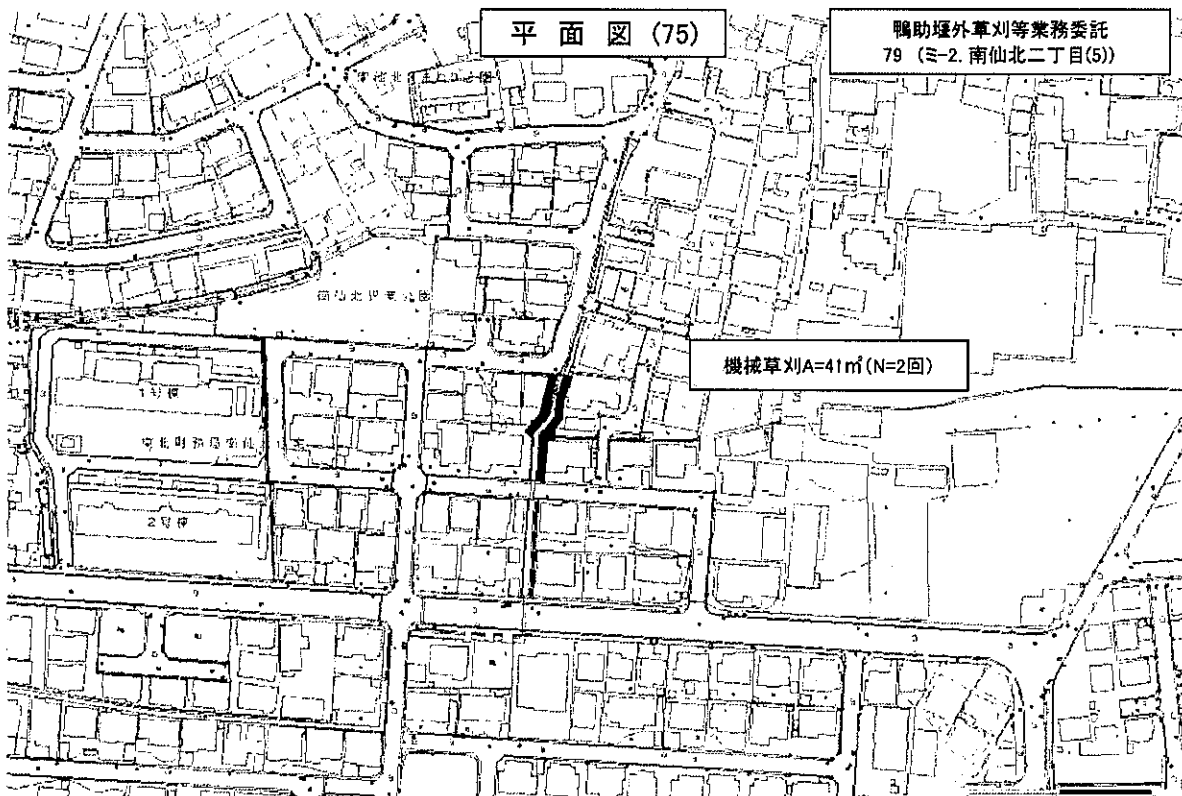 平面図 (75)
鴨助堰外草刈等業務委託
79 (ミ-2. 南仙北二丁目(5))
機械草刈A=41㎡(N=2回)
1号棟
2号棟